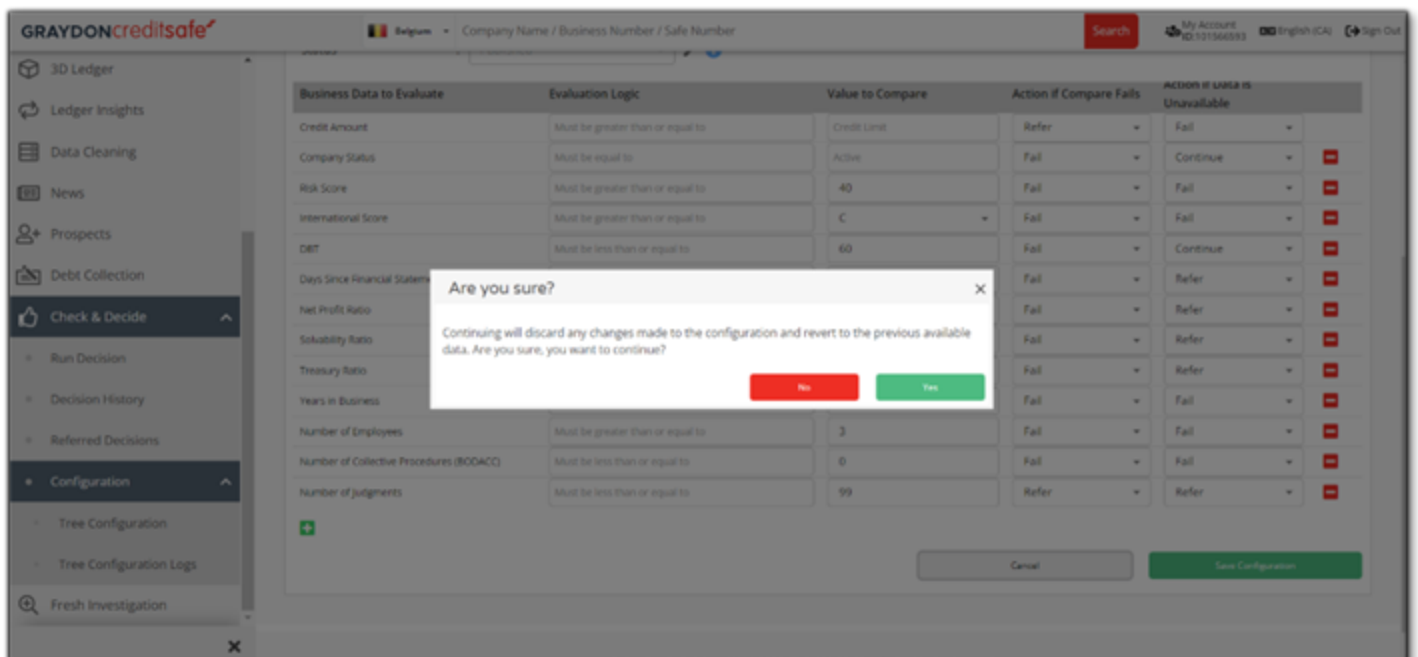 GRAYDONcreditsafe
Belgium
Company Name / Business Number / Safe Number
Search
My Account
ID:101566593
English (CA)
Sign Out
3D Ledger
Ledger Insights
Data Cleaning
News
Prospects
Debt Collection
Check & Decide
Run Decision
Decision History
Referred Decisions
Configuration
Tree Configuration
Tree Configuration Logs
Fresh Investigation
Business Data to Evaluate Evaluation Logic Value to Compare Action if Compare Fails Action if Data is
Unavailable
Credit Amount Must be greater than or equal to Credit Limit Refer Fail
Company Status Must be equal to Active Fail Continue
Risk Score Must be greater than or equal to 40 Fail Fail
International Score Must be greater than or equal to C Fail Fail
DBT Must be less than or equal to 60 Fail Continue
Days Since Financial Fail Refer
Net Profit Ratio Fail Refer
Solvability Ratio Fail Refer
Treasury Ratio Fail Refer
Years in Business Fail Fail
Number of Employees Must be greater than or equal to 3 Fail Fail
Number of Collective Procedures (BODACC) Must be less than or equal to 0 Fail Fail
Number of Judgments Must be less than or equal to 99 Refer Refer
Are you sure?
Continuing will discard any changes made to the configuration and revert to the previous available
data. Are you sure, you want to continue?
No Yes
Cancel Save Configuration